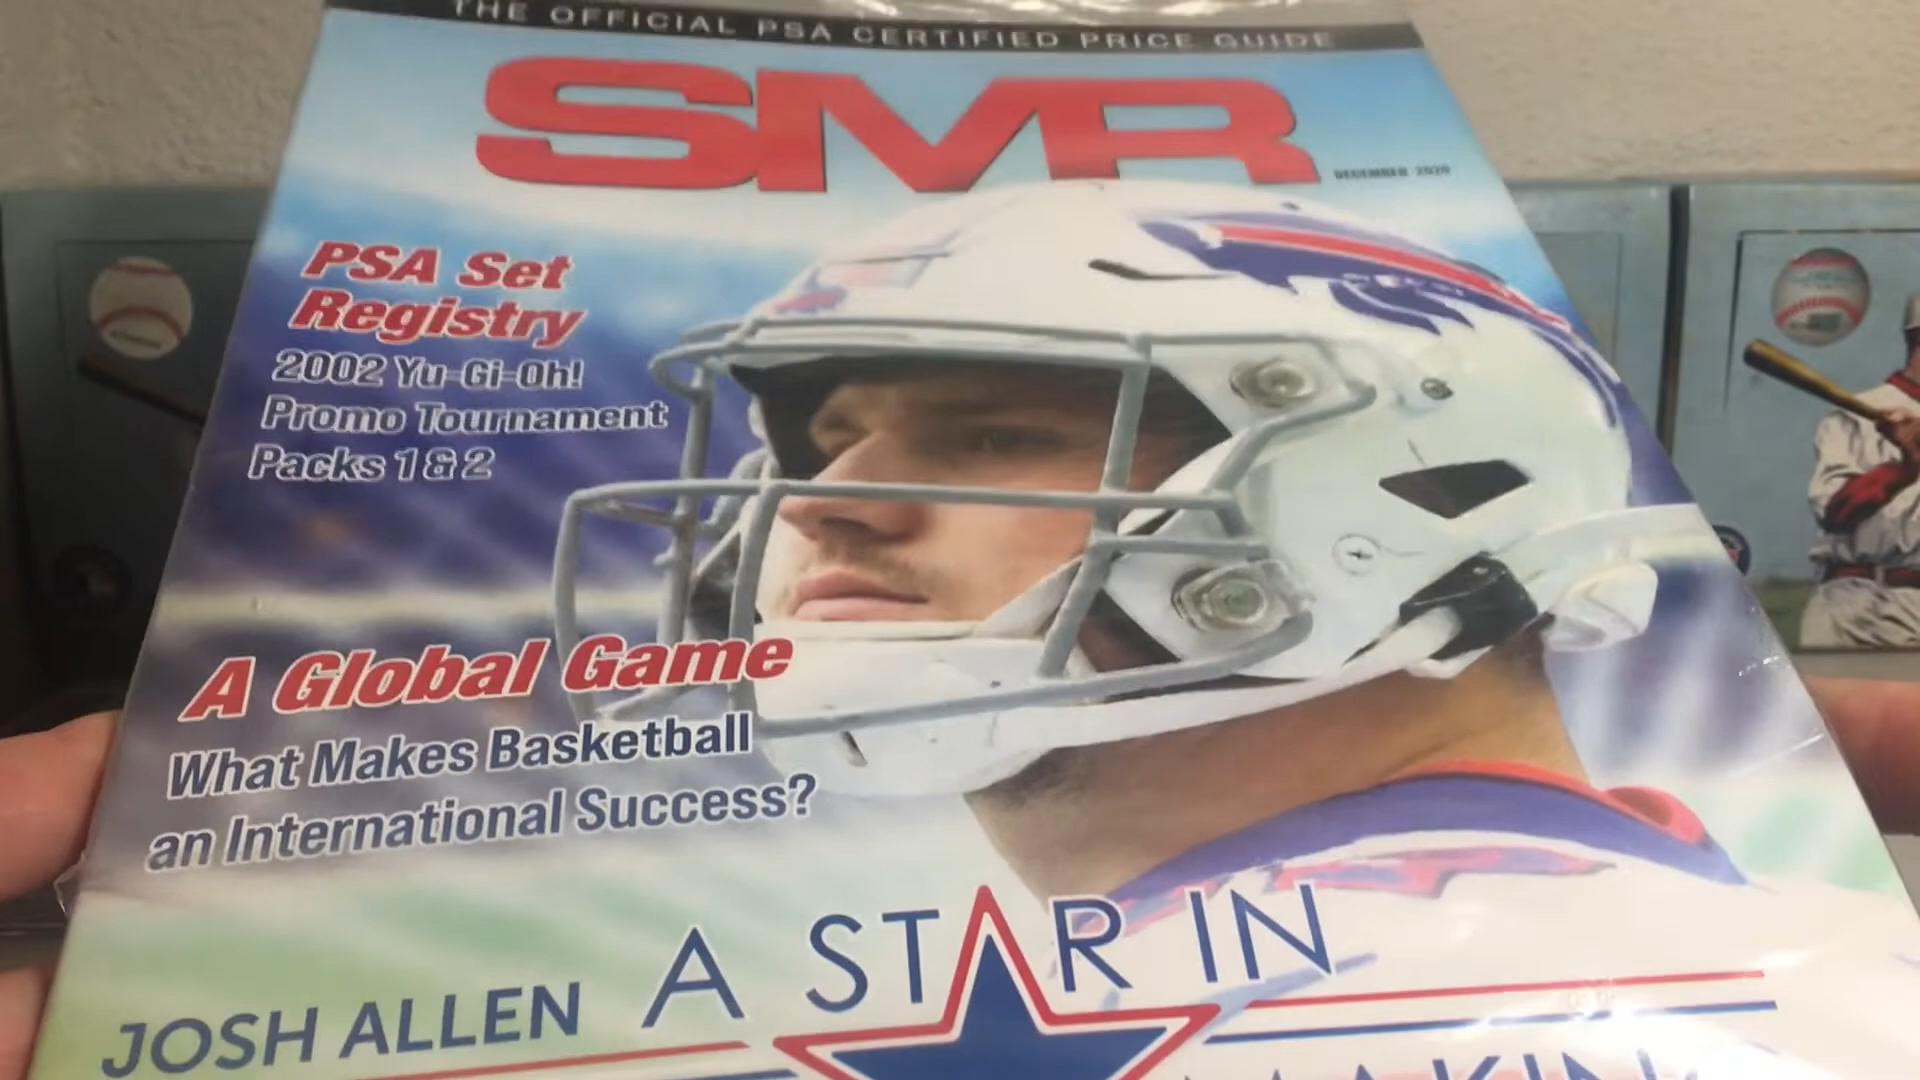 THE OFFICIAL PSA CERTIFIED PRICE GUIDE
SMR
DECEMBER 2020
PSA Set
Registry
2002 Yu-Gi-Oh!
Promo Tournament
Packs 1 & 2
A Global Game
What Makes Basketball
an International Success?
JOSH ALLEN A STAR IN